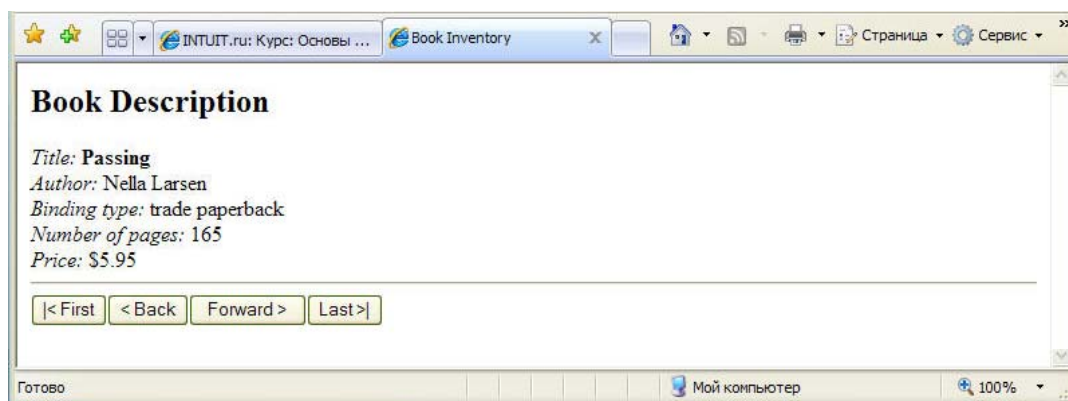 INTUIT.ru: Курс: Основы ... Book Inventory Страница Сервис »
Book Description
Title: Passing
Author: Nella Larsen
Binding type: trade paperback
Number of pages: 165
Price: $5.95
|< First < Back Forward > Last >|
Готово Мой компьютер 100%